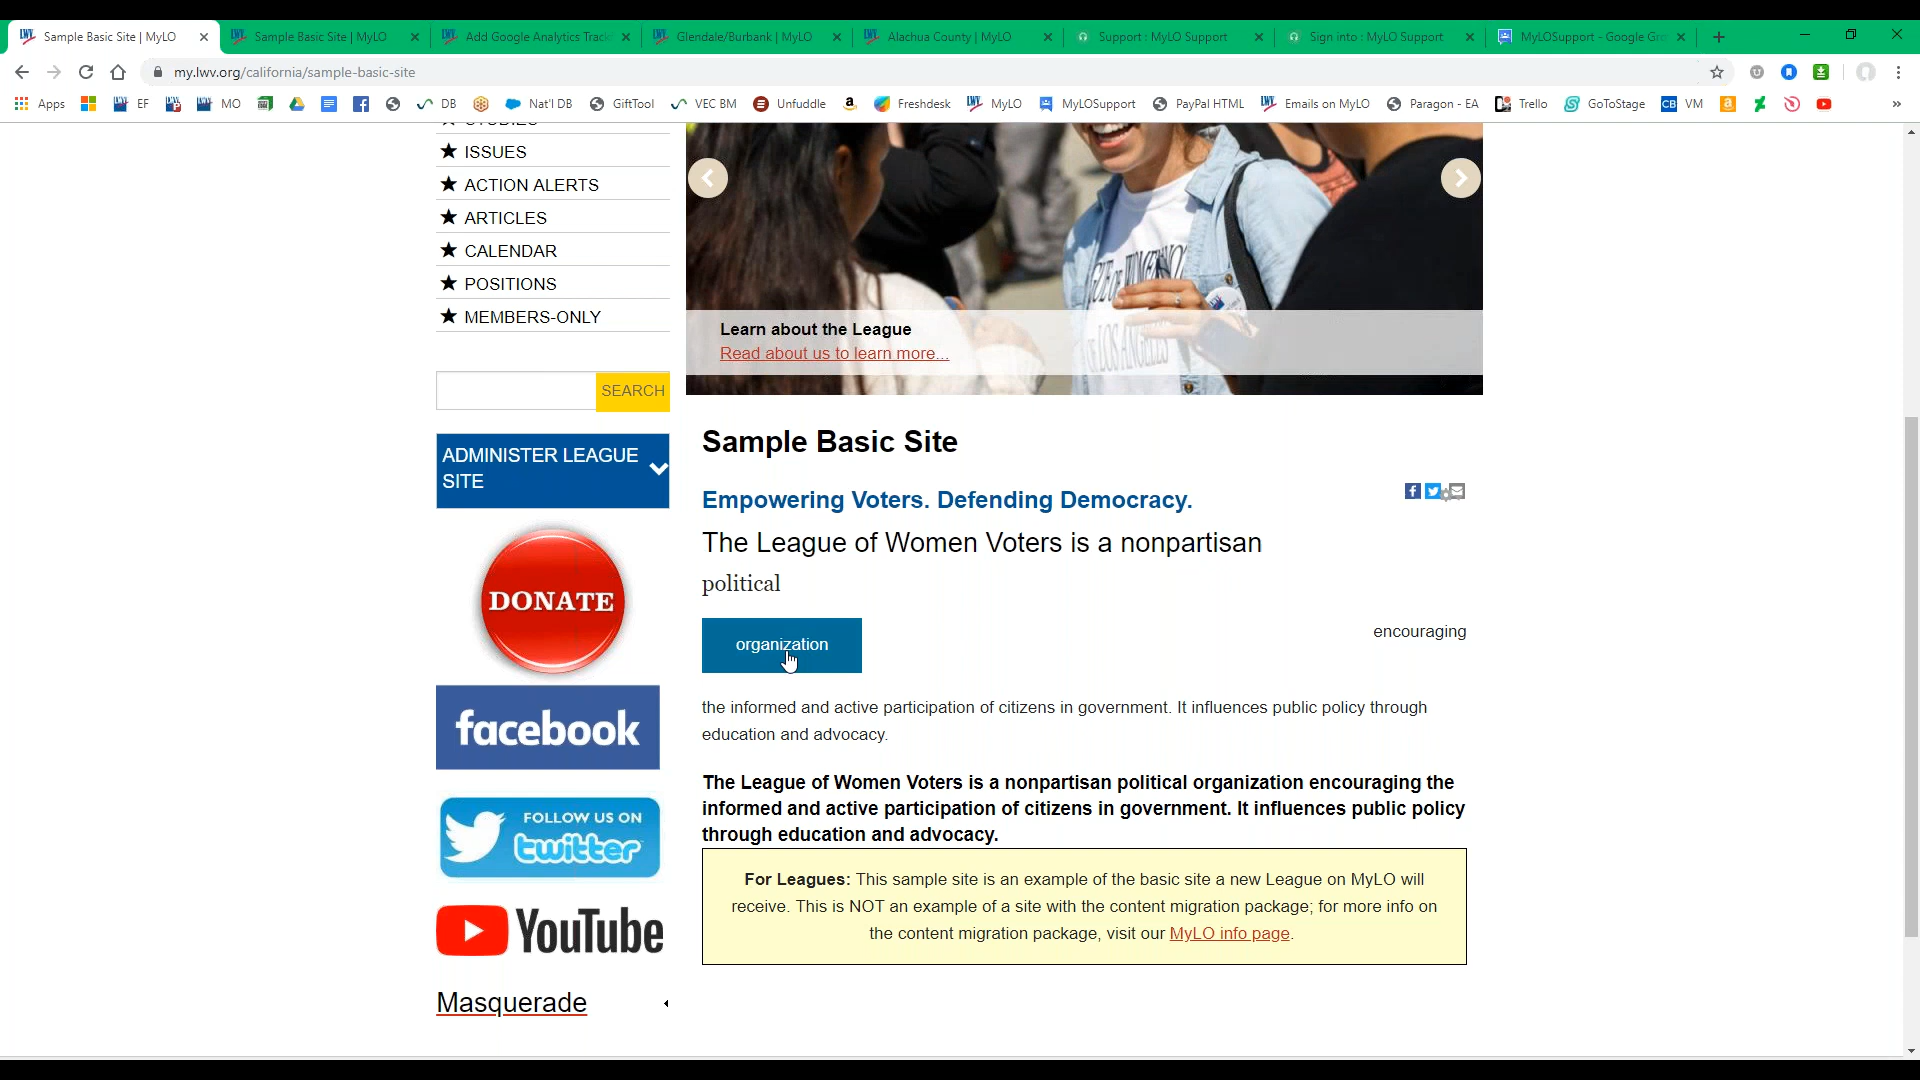 Sample Basic Site | MyLO
Sample Basic Site | MyLO
Add Google Analytics Track
Glendale/Burbank | MyLO
Alachua County | MyLO
Support : MyLO Support
Sign into : MyLO Support
MyLOSupport - Google Gro
my.lwv.org/california/sample-basic-site
Apps
EF
MO
DB
Nat'l DB
GiftTool
VEC BM
Unfuddle
Freshdesk
MyLO
MyLOSupport
PayPal HTML
Emails on MyLO
Paragon - EA
Trello
GoToStage
CB VM
STUDIES
ISSUES
ACTION ALERTS
ARTICLES
CALENDAR
POSITIONS
MEMBERS-ONLY
SEARCH
ADMINISTER LEAGUE
SITE
DONATE
facebook
FOLLOW US ON
twitter
YouTube
Masquerade
Learn about the League
Read about us to learn more...
Sample Basic Site
Empowering Voters. Defending Democracy.
The League of Women Voters is a nonpartisan
political
organization
encouraging
the informed and active participation of citizens in government. It influences public policy through
education and advocacy.
The League of Women Voters is a nonpartisan political organization encouraging the
informed and active participation of citizens in government. It influences public policy
through education and advocacy.
For Leagues: This sample site is an example of the basic site a new League on MyLO will
receive. This is NOT an example of a site with the content migration package; for more info on
the content migration package, visit our MyLO info page.